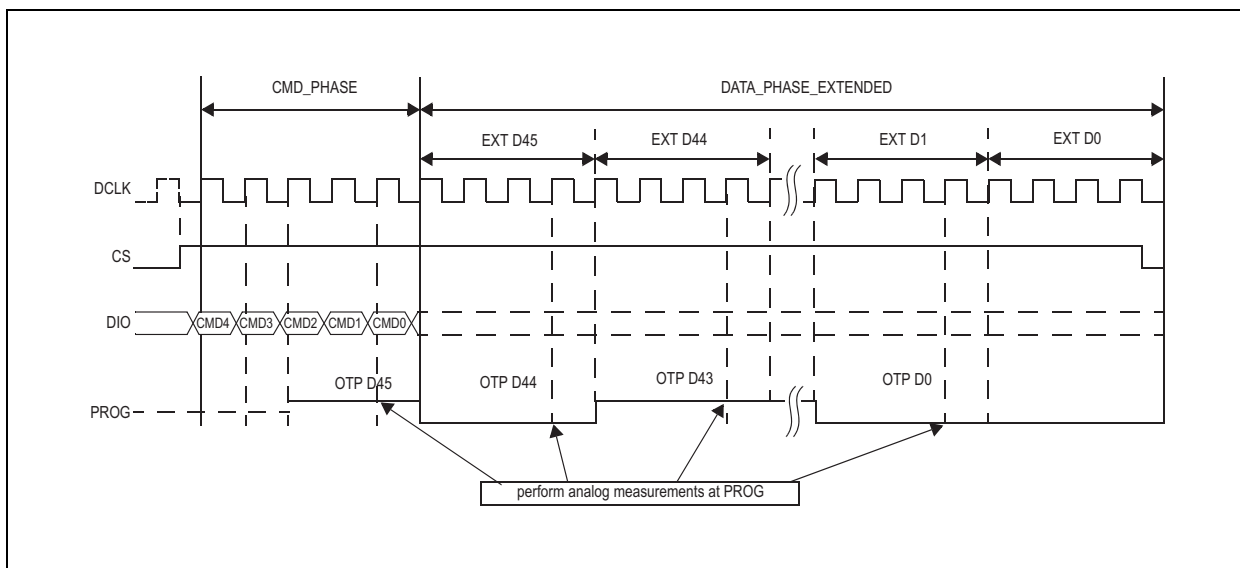 CMD_PHASE DATA_PHASE_EXTENDED
EXT D45 EXT D44 EXT D1 EXT D0
DCLK
CS
DIO CMD4 CMD3 CMD2 CMD1 CMD0
OTP D45 OTP D44 OTP D43 OTP D0
PROG
perform analog measurements at PROG